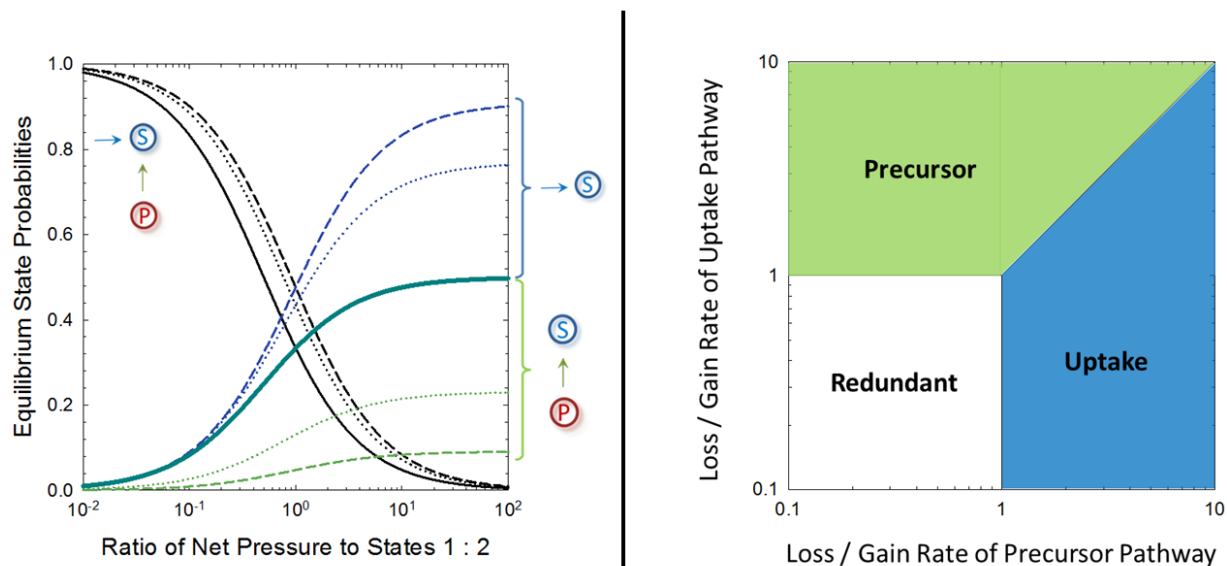 Equilibrium State Probabilities
1.0
0.8
0.6
0.4
0.2
0.0
10-2
10-1
100
101
102
Ratio of Net Pressure to States 1 : 2
S
P
S
S
P
Loss / Gain Rate of Uptake Pathway
10
1
0.1
Precursor
Redundant
Uptake
0.1
1
10
Loss / Gain Rate of Precursor Pathway